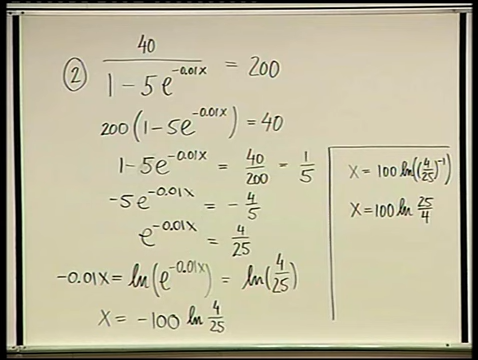 ② 40/(1-5e^(-0.01x)) = 200
200(1-5e^(-0.01x)) = 40
1-5e^(-0.01x) = 40/200 = 1/5
-5e^(-0.01x) = -4/5
e^(-0.01x) = 4/25
-0.01x = ln(e^(-0.01x)) = ln(4/25)
x = -100 ln 4/25
x = 100 ln((4/25)^-1)
x = 100 ln 25/4